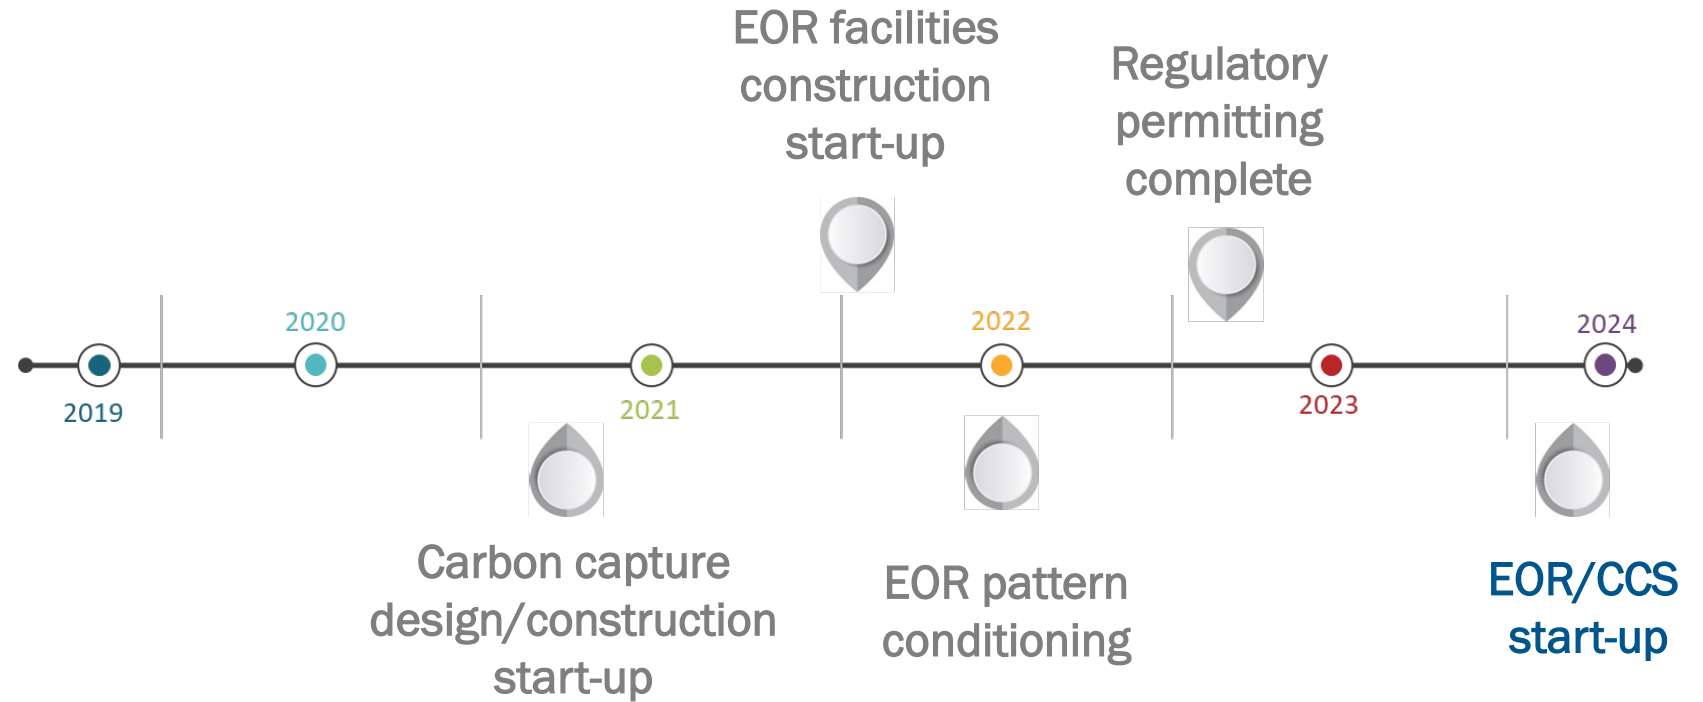 EOR facilities
construction
start-up
Regulatory
permitting
complete
2020
2022
2024
2019
2021
2023
Carbon capture
design/construction
start-up
EOR pattern
conditioning
EOR/CCS
start-up